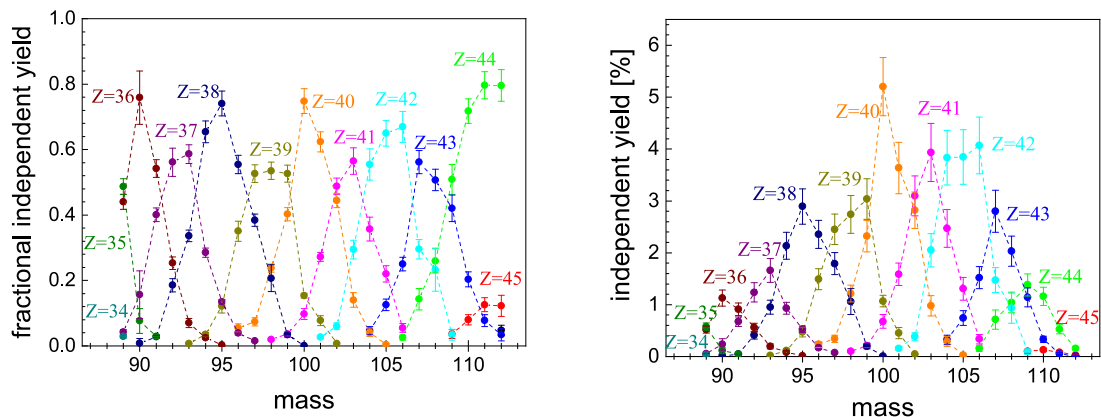 fractional independent yield
1.0
0.8
0.6
0.4
0.2
0.0
90
95
100
105
110
mass
Z=34
Z=35
Z=36
Z=37
Z=38
Z=39
Z=40
Z=41
Z=42
Z=43
Z=44
Z=45
independent yield [%]
6
5
4
3
2
1
0
90
95
100
105
110
mass
Z=34
Z=35
Z=36
Z=37
Z=38
Z=39
Z=40
Z=41
Z=42
Z=43
Z=44
Z=45